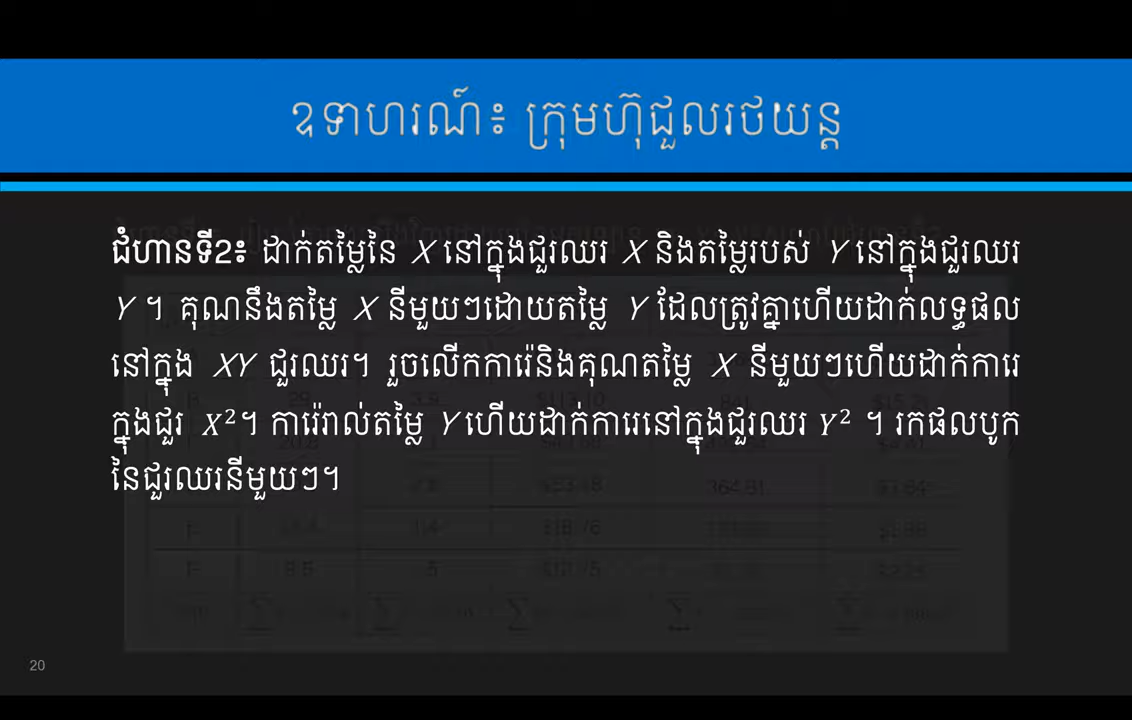 ឧទាហរណ៍៖ ក្រុមហ៊ុជួលរថយន្ត
ជំហានទី2៖ ដាក់តម្លៃនៃ X នៅក្នុងជួរឈរ X និងតម្លៃរបស់ Y នៅក្នុងជួរឈរ
Y ។ គុណនឹងតម្លៃ X នីមួយៗដោយតម្លៃ Y ដែលត្រូវគ្នាហើយដាក់លទ្ធផល
នៅក្នុង XY ជួរឈរ។ រួចលើកការ៉េនិងគុណតម្លៃ X នីមួយៗហើយដាក់ការេ
ក្នុងជួរ X²។ ការ៉េរាល់តម្លៃ Y ហើយដាក់ការេនៅក្នុងជួរឈរ Y² ។ រកផលបូក
នៃជួរឈរនីមួយៗ។
20